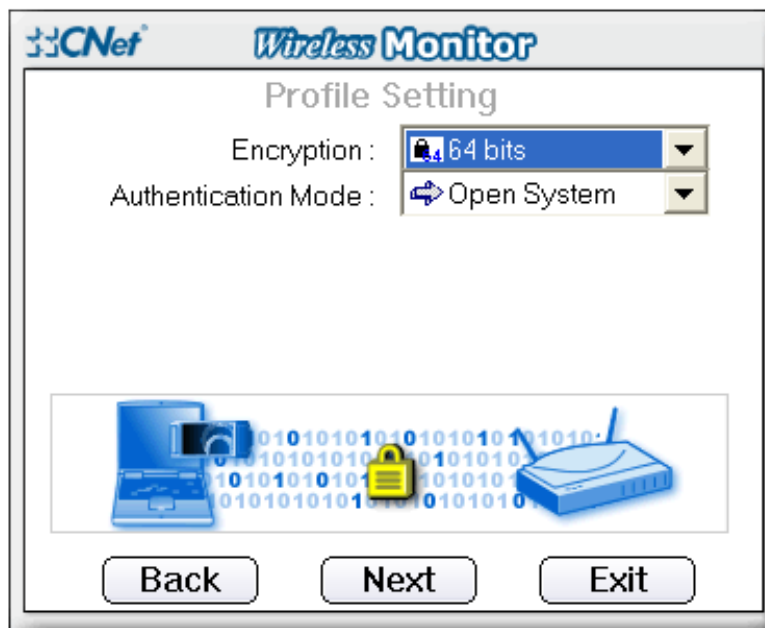 CNet Wireless Monitor
Profile Setting
Encryption : 64 bits
Authentication Mode : Open System
Back Next Exit